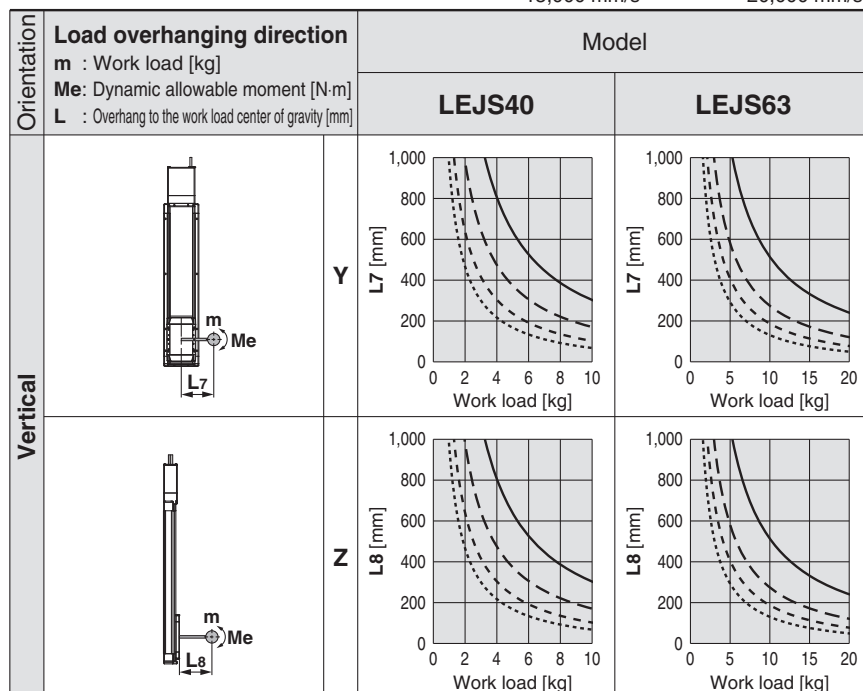 Orientation
Load overhanging direction
m : Work load [kg]
Me: Dynamic allowable moment [N·m]
L : Overhang to the work load center of gravity [mm]
Model
LEJS40
LEJS63
Vertical
m
Me
L7
Y
1,000
800
600
400
200
0
L7 [mm]
0 2 4 6 8 10
Work load [kg]
1,000
800
600
400
200
0
L7 [mm]
0 5 10 15 20
Work load [kg]
m
Me
L8
Z
1,000
800
600
400
200
0
L8 [mm]
0 2 4 6 8 10
Work load [kg]
1,000
800
600
400
200
0
L8 [mm]
0 5 10 15 20
Work load [kg]